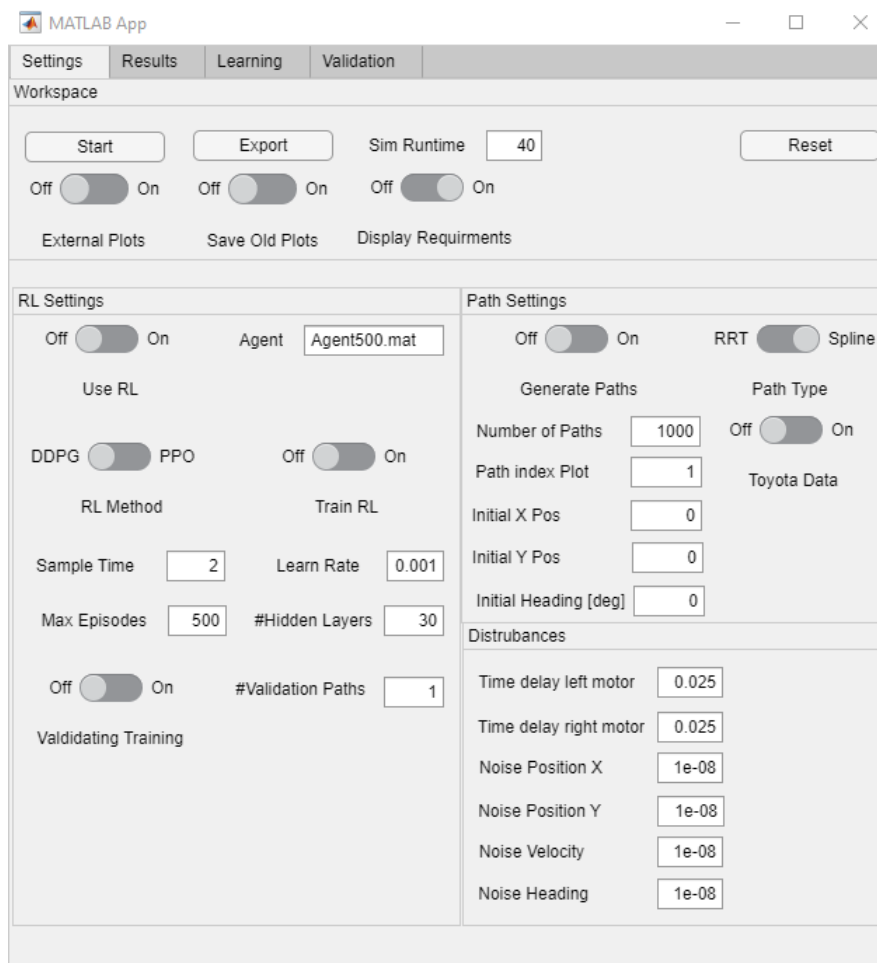 MATLAB App
Settings Results Learning Validation
Workspace
Start Export Sim Runtime 40 Reset
Off On Off On Off On
External Plots Save Old Plots Display Requirments
RL Settings
Off On Agent Agent500.mat
Use RL
DDPG PPO Off On
RL Method Train RL
Sample Time 2 Learn Rate 0.001
Max Episodes 500 #Hidden Layers 30
Off On #Validation Paths 1
Valdidating Training
Path Settings
Off On RRT Spline
Generate Paths Path Type
Number of Paths 1000 Off On
Path index Plot 1 Toyota Data
Initial X Pos 0
Initial Y Pos 0
Initial Heading [deg] 0
Distrubances
Time delay left motor 0.025
Time delay right motor 0.025
Noise Position X 1e-08
Noise Position Y 1e-08
Noise Velocity 1e-08
Noise Heading 1e-08